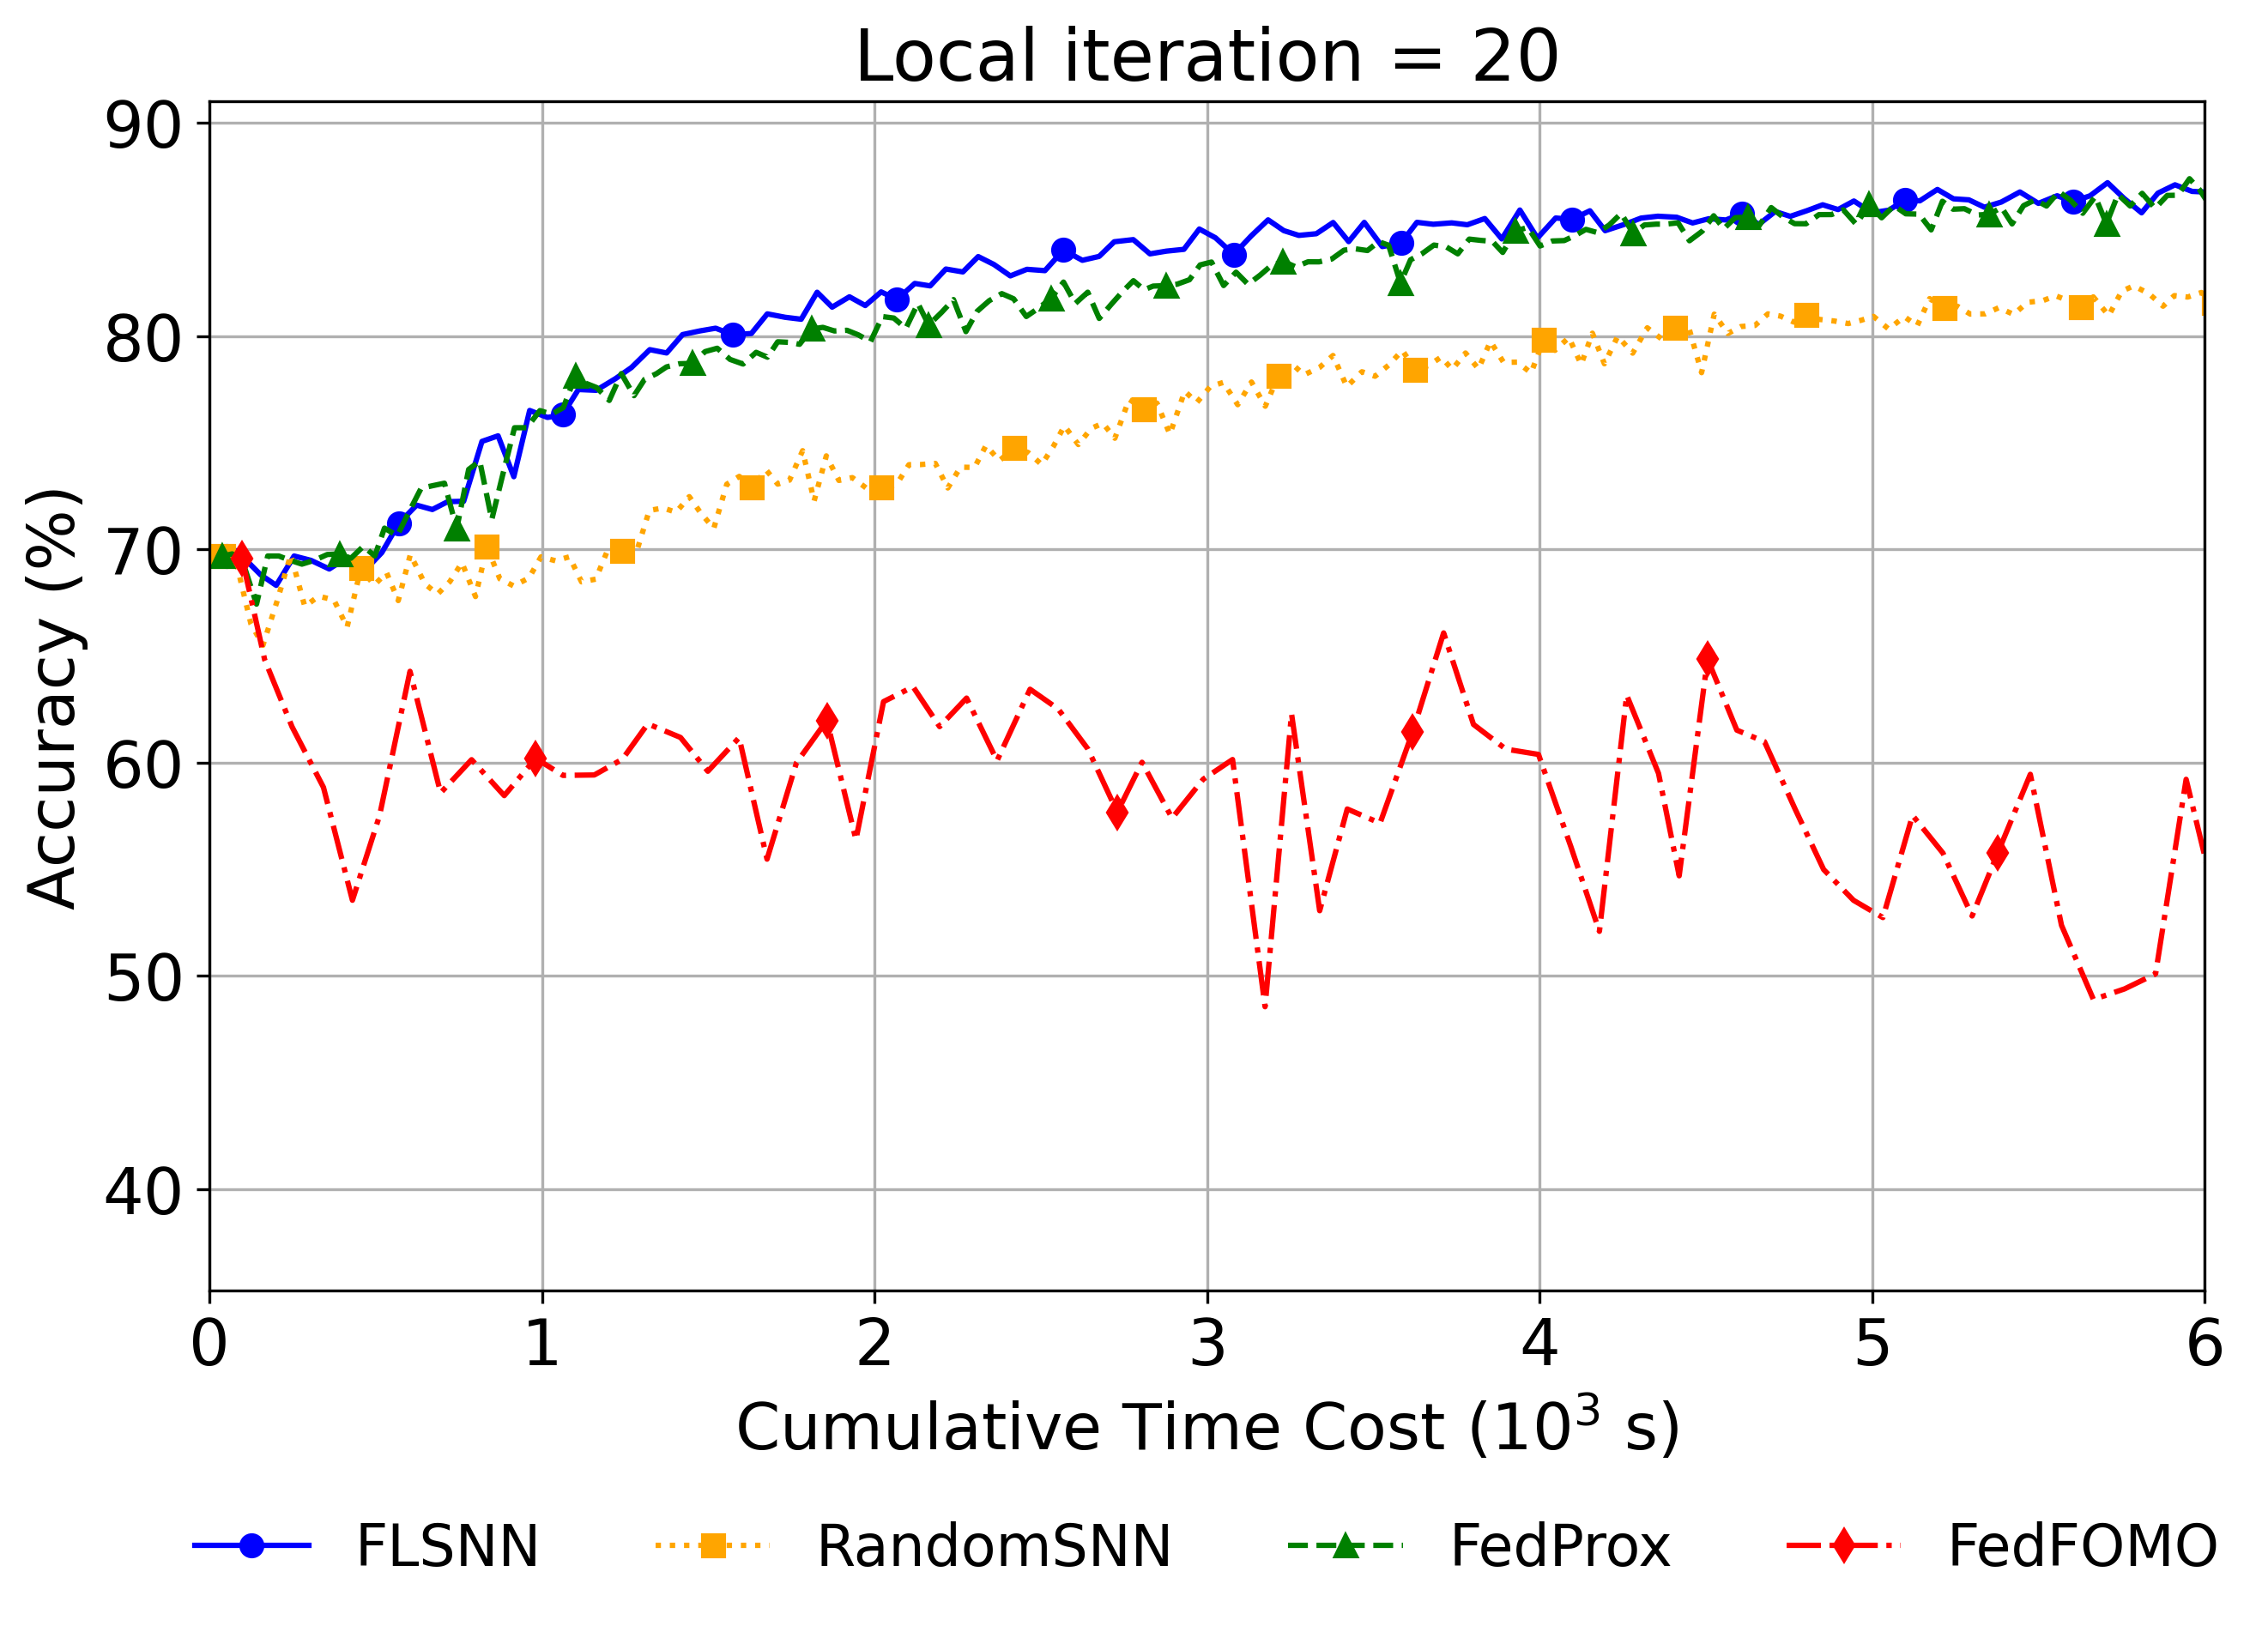 Local iteration = 20
90
80
70
60
50
40
Accuracy (%)
0 1 2 3 4 5 6
Cumulative Time Cost (10³ s)
FLSNN RandomSNN FedProx FedFOMO